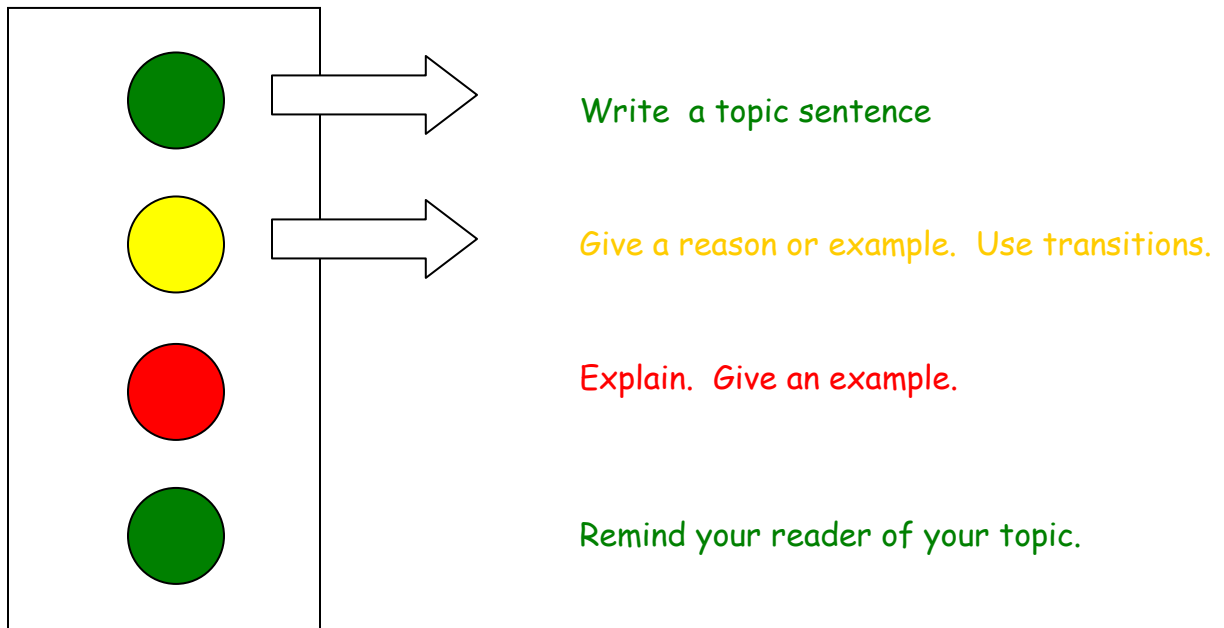 Write  a topic sentence
Give a reason or example.  Use transitions.
Explain.  Give an example.
Remind your reader of your topic.